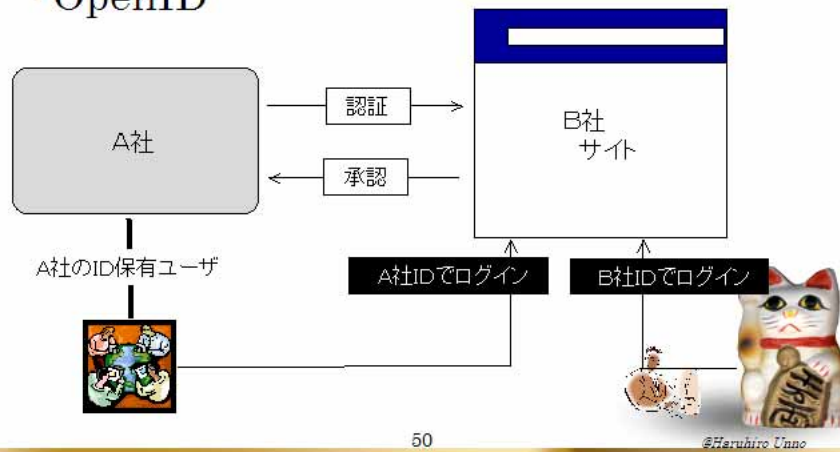 OpenID
A社
認証
承認
B社
サイト
A社のID保有ユーザ
A社IDでログイン
B社IDでログイン
50
@Haruhiro Unno